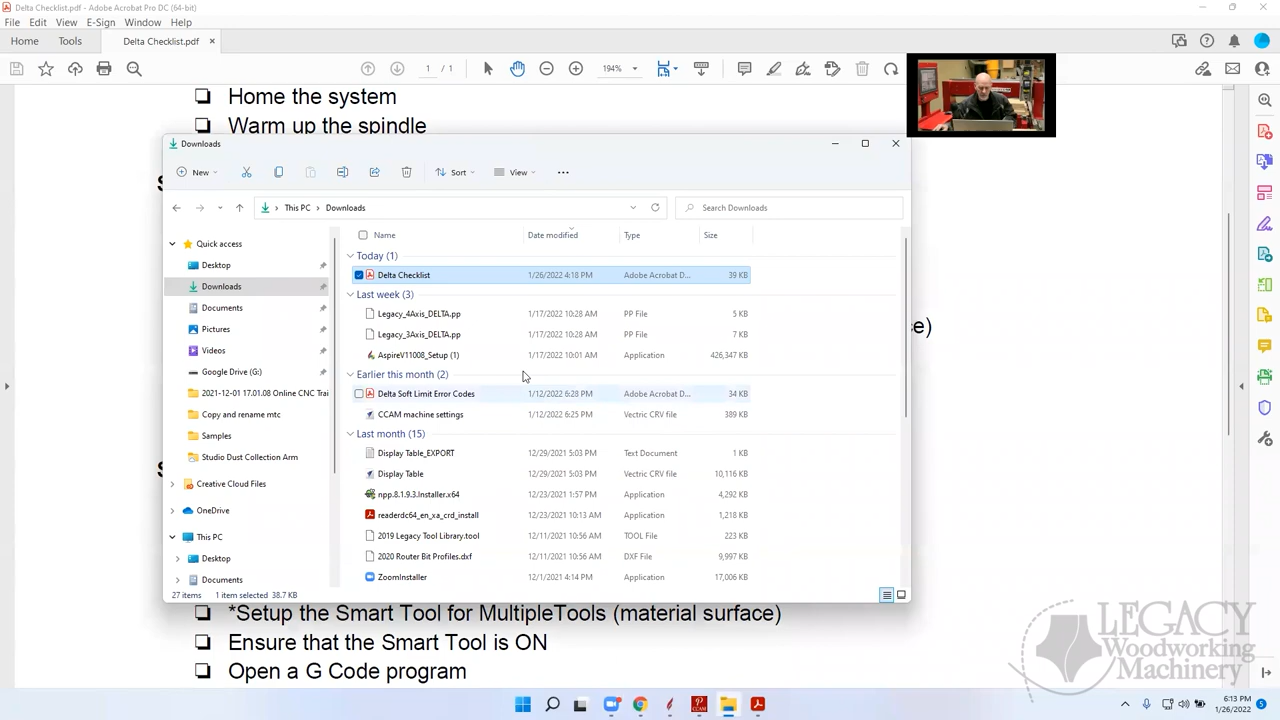 Delta Checklist.pdf - Adobe Acrobat Pro DC (64-bit)
File Edit View E-Sign Window Help
Home Tools Delta Checklist.pdf
1 / 1 194%
Home the system
Warm up the spindle
Downloads
New Sort View
This PC Downloads Search Downloads
Name Date modified Type Size
Quick access
Desktop
Downloads
Documents
Pictures
Videos
Google Drive (G:)
2021-12-01 17.01.08 Online CNC Trai
Copy and rename mtc
Samples
Studio Dust Collection Arm
Creative Cloud Files
OneDrive
This PC
Desktop
Documents
Today (1)
Delta Checklist 1/26/2022 4:18 PM Adobe Acrobat D... 39 KB
Last week (3)
Legacy_4Axis_DELTA.pp 1/17/2022 10:28 AM PP File 5 KB
Legacy_3Axis_DELTA.pp 1/17/2022 10:28 AM PP File 7 KB
AspireV11008_Setup (1) 1/17/2022 10:01 AM Application 426,347 KB
Earlier this month (2)
Delta Soft Limit Error Codes 1/12/2022 6:28 PM Adobe Acrobat D... 34 KB
CCAM machine settings 1/12/2022 6:25 PM Vectric CRV file 389 KB
Last month (15)
Display Table_EXPORT 12/29/2021 5:03 PM Text Document 1 KB
Display Table 12/29/2021 5:03 PM Vectric CRV file 10,116 KB
npp.8.1.9.3.Installer.x64 12/23/2021 1:57 PM Application 4,292 KB
readerdc64_en_xa_crd_install 12/23/2021 10:13 AM Application 1,218 KB
2019 Legacy Tool Library.tool 12/11/2021 10:56 AM TOOL File 223 KB
2020 Router Bit Profiles.dxf 12/11/2021 10:56 AM DXF File 9,997 KB
ZoomInstaller 12/1/2021 4:14 PM Application 17,006 KB
27 items 1 item selected 38.7 KB
e)
*Setup the Smart Tool for MultipleTools (material surface)
Ensure that the Smart Tool is ON
Open a G Code program
LEGACY
Woodworking
Machinery
6:13 PM
1/26/2022
5